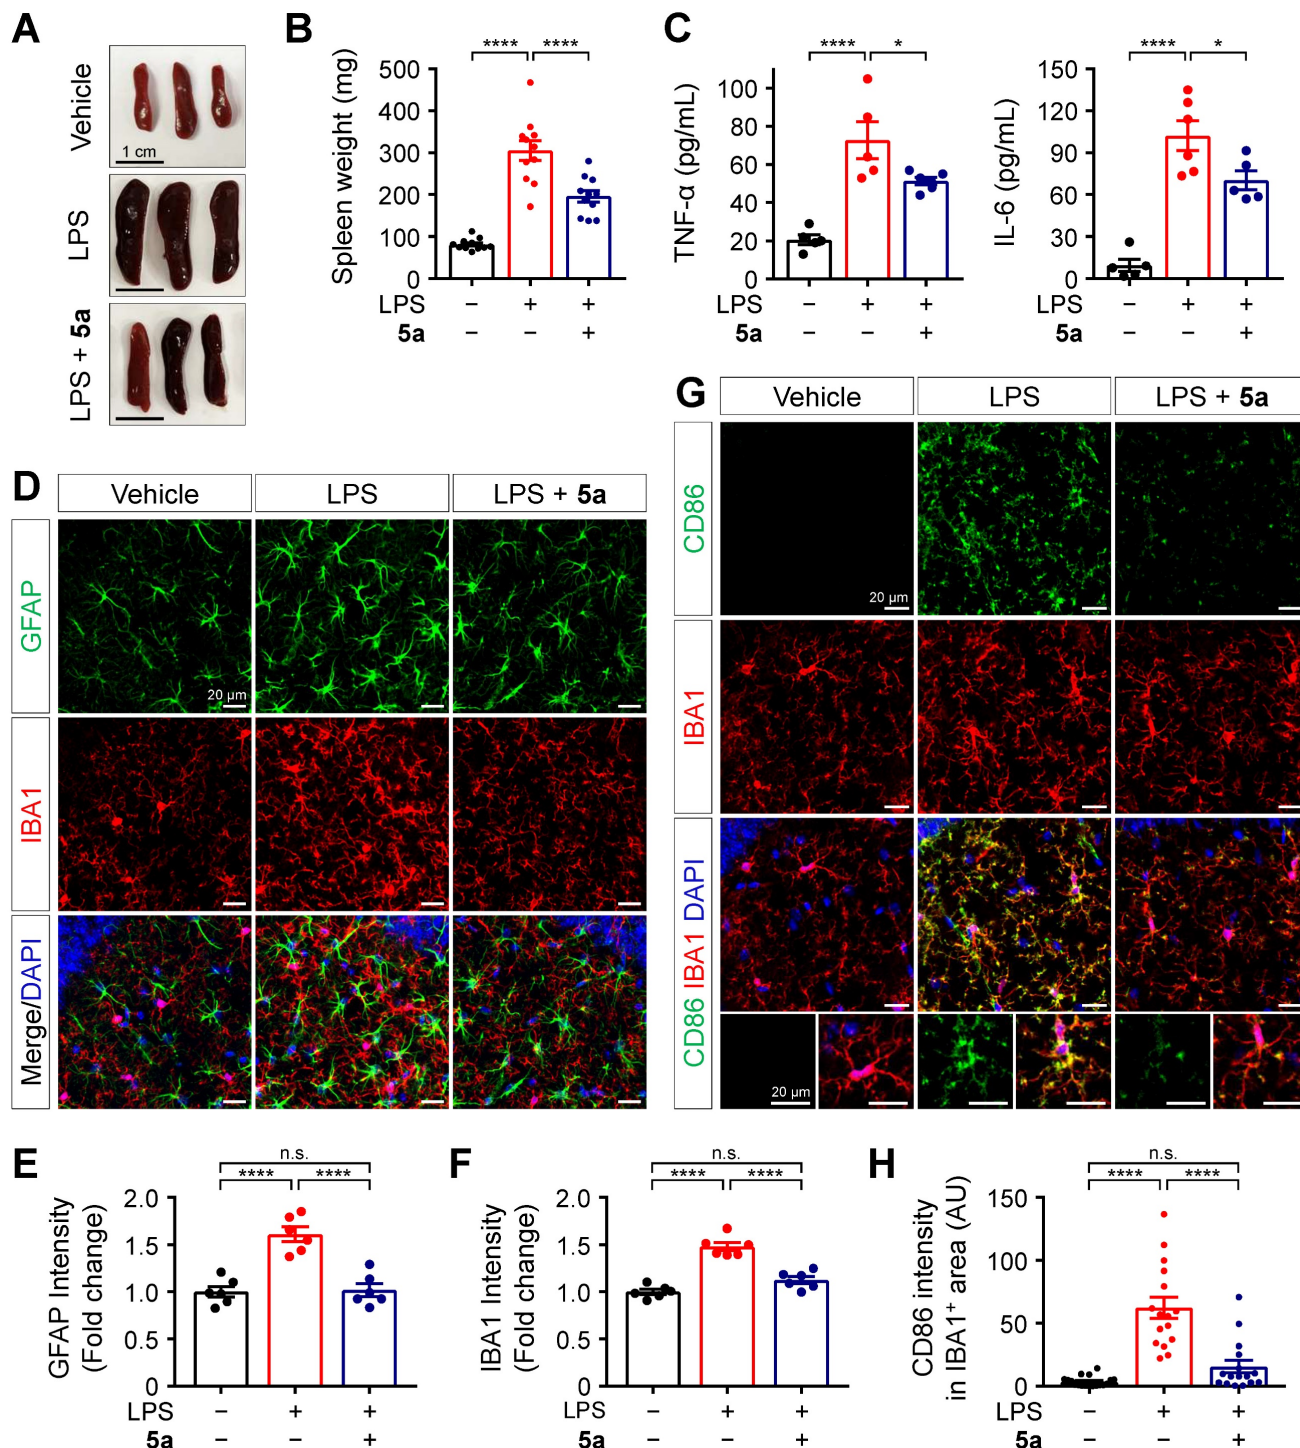 A
Vehicle
1 cm
LPS
LPS + 5a
B
**** ****
Spleen weight (mg)
500
400
300
200
100
0
LPS − + +
5a − − +
C
**** *
TNF-α (pg/mL)
100
80
60
40
20
0
LPS − + +
5a − − +
**** *
IL-6 (pg/mL)
150
120
90
60
30
0
− + +
− − +
D
Vehicle LPS LPS + 5a
GFAP
20 µm
IBA1
Merge/DAPI
G
Vehicle LPS LPS + 5a
CD86
20 µm
IBA1
CD86 IBA1 DAPI
20 µm
E
n.s.
**** ****
GFAP Intensity
(Fold change)
2.0
1.5
1.0
0.5
0
LPS − + +
5a − − +
F
n.s.
**** ****
IBA1 Intensity
(Fold change)
2.0
1.5
1.0
0.5
0
LPS − + +
5a − − +
H
n.s.
**** ****
CD86 intensity
in IBA1⁺ area (AU)
150
100
50
0
LPS − + +
5a − − +